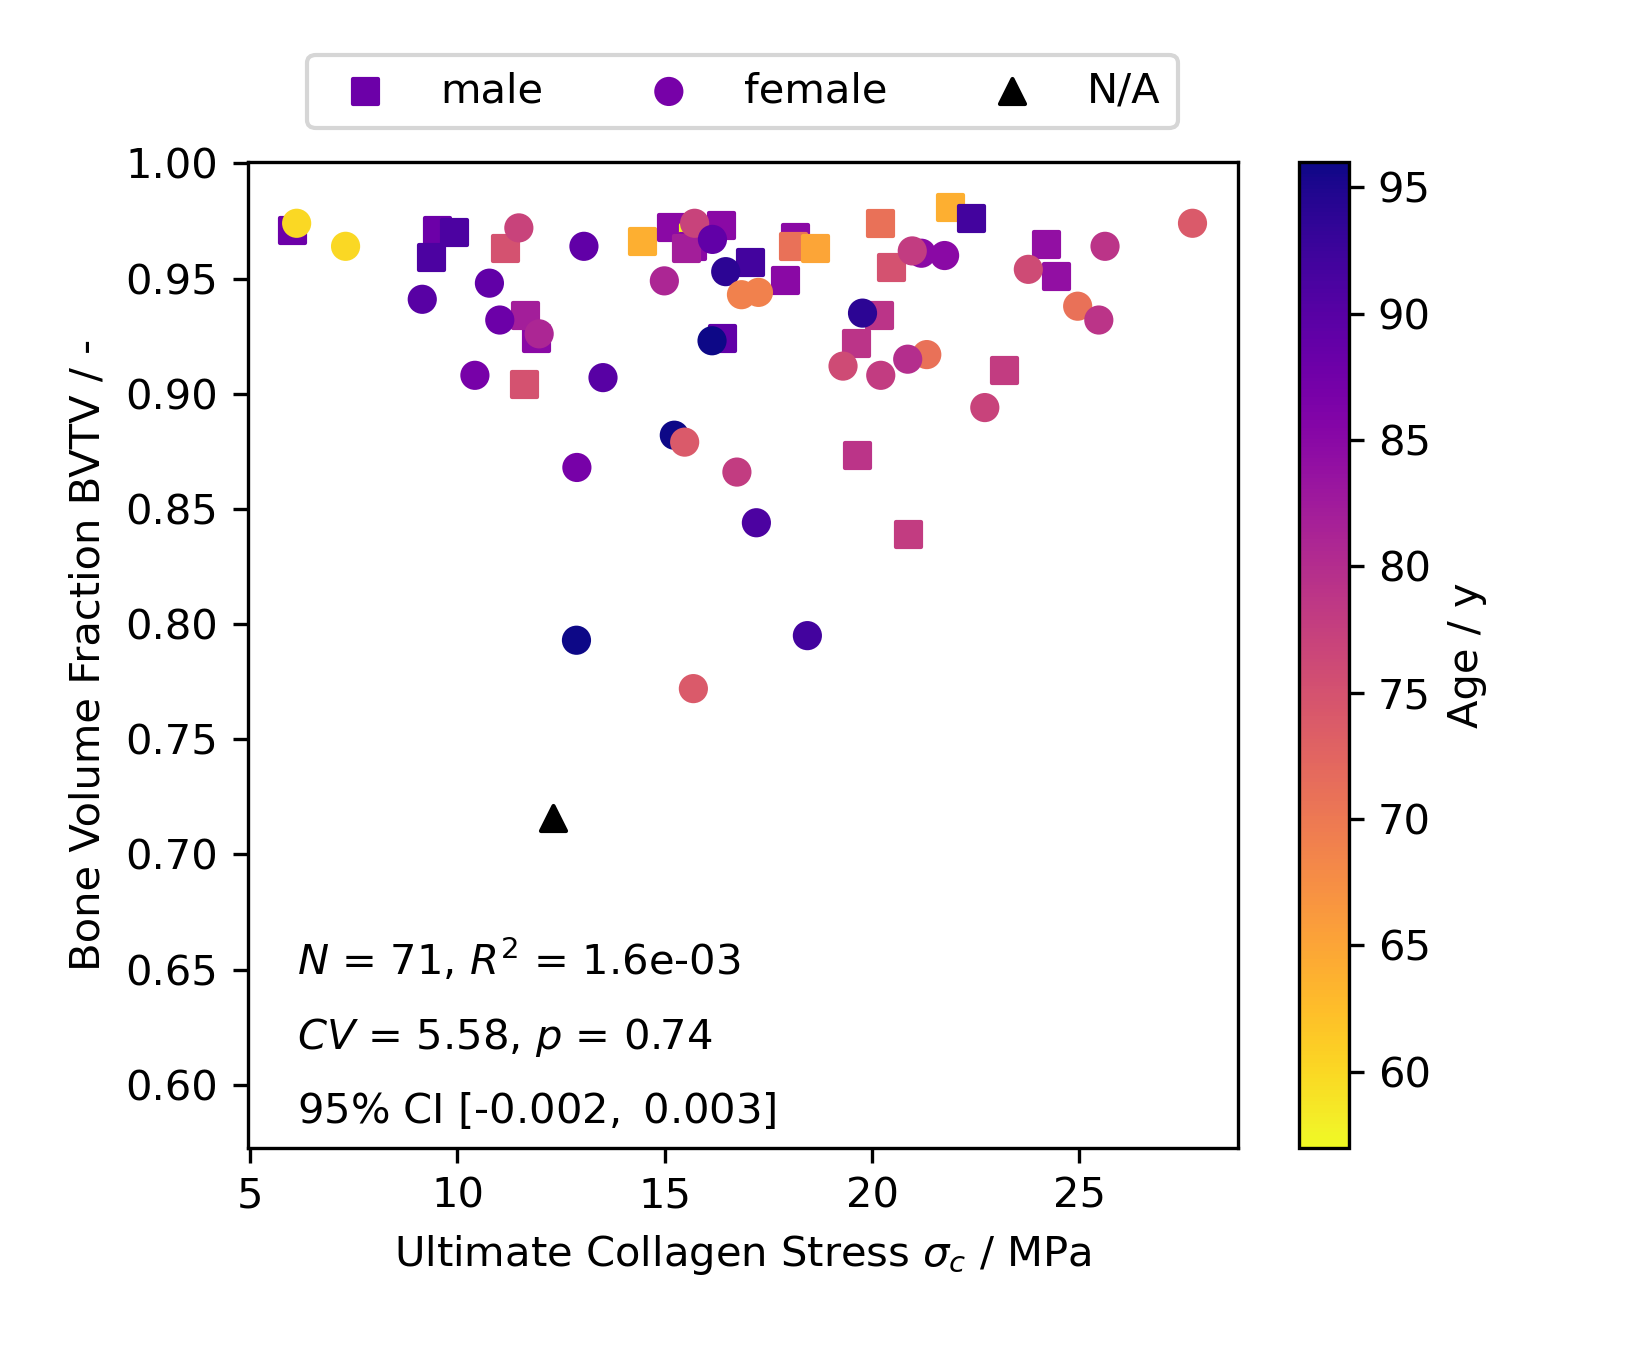 male female N/A
1.00
0.95
0.90
0.85
0.80
0.75
0.70
0.65
0.60
Bone Volume Fraction BVTV / -
N = 71, R² = 1.6e-03
CV = 5.58, p = 0.74
95% CI [-0.002, 0.003]
5 10 15 20 25
Ultimate Collagen Stress σc / MPa
95
90
85
80
75
70
65
60
Age / y